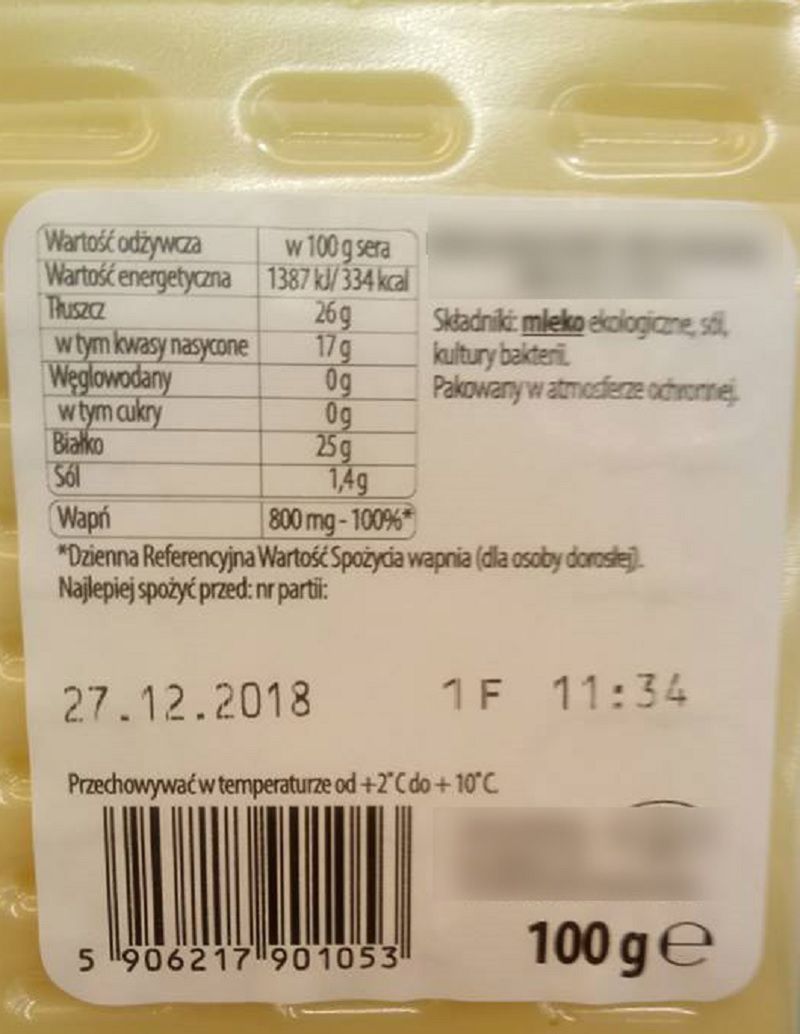 Wartość odżywcza w 100 g sera
Wartość energetyczna 1387 kJ/ 334 kcal
Tłuszcz 26 g
w tym kwasy nasycone 17 g
Węglowodany 0 g
w tym cukry 0 g
Białko 25 g
Sól 1,4 g
Wapń 800 mg - 100%*
Składniki: mleko ekologiczne, sól,
kultury bakterii.
Pakowany w atmosferze ochronnej.
*Dzienna Referencyjna Wartość Spożycia wapnia (dla osoby dorosłej).
Najlepiej spożyć przed: nr partii:
27.12.2018 1F 11:34
Przechowywać w temperaturze od +2°C do + 10°C.
5 906217 901053
100 g e